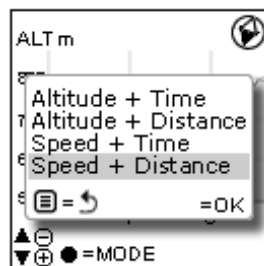 ALT m
Altitude + Time
Altitude + Distance
Speed + Time
Speed + Distance
= =OK
=MODE